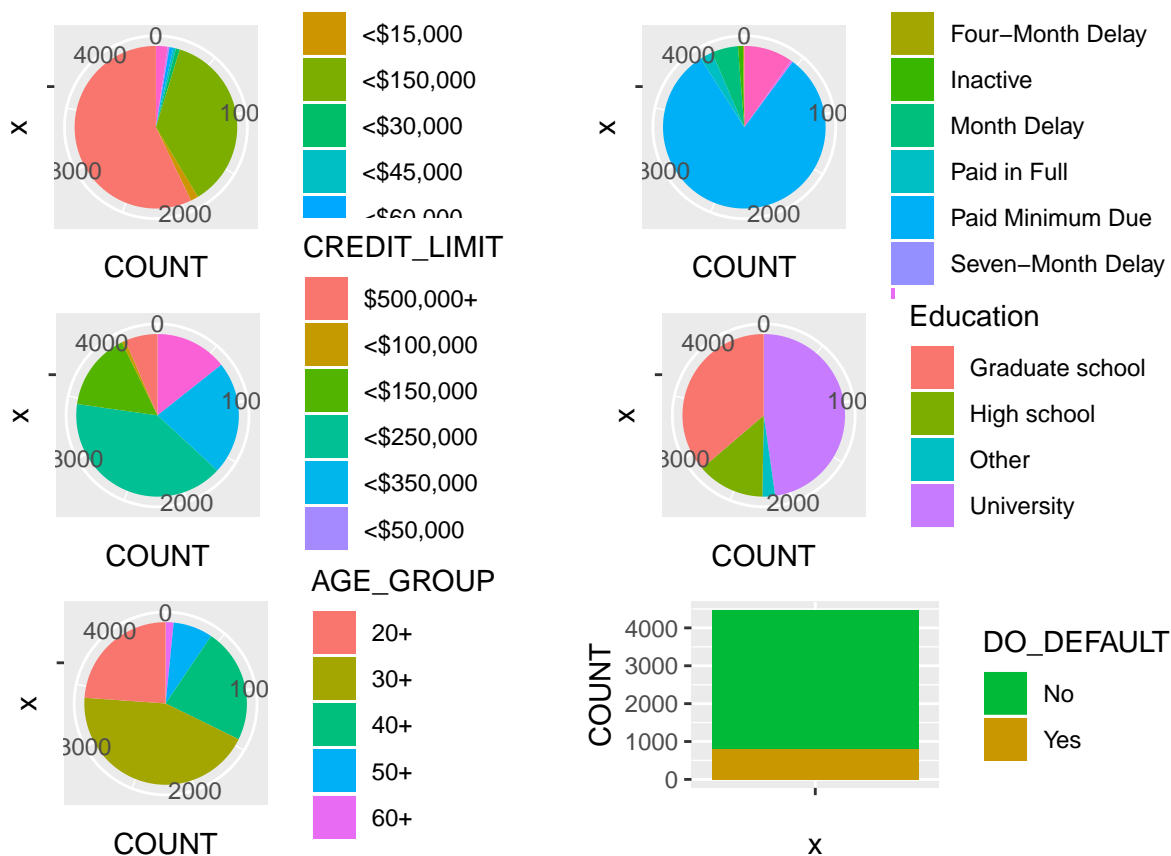 0
4000
100
3000
2000
x
COUNT
<$15,000
<$150,000
<$30,000
<$45,000
<$60,000
0
4000
100
3000
2000
x
COUNT
Four−Month Delay
Inactive
Month Delay
Paid in Full
Paid Minimum Due
Seven−Month Delay
0
4000
100
3000
2000
x
COUNT
CREDIT_LIMIT
$500,000+
<$100,000
<$150,000
<$250,000
<$350,000
<$50,000
0
4000
100
3000
2000
x
COUNT
Education
Graduate school
High school
Other
University
0
4000
100
3000
2000
x
COUNT
AGE_GROUP
20+
30+
40+
50+
60+
4000
3000
2000
1000
0
COUNT
x
DO_DEFAULT
No
Yes